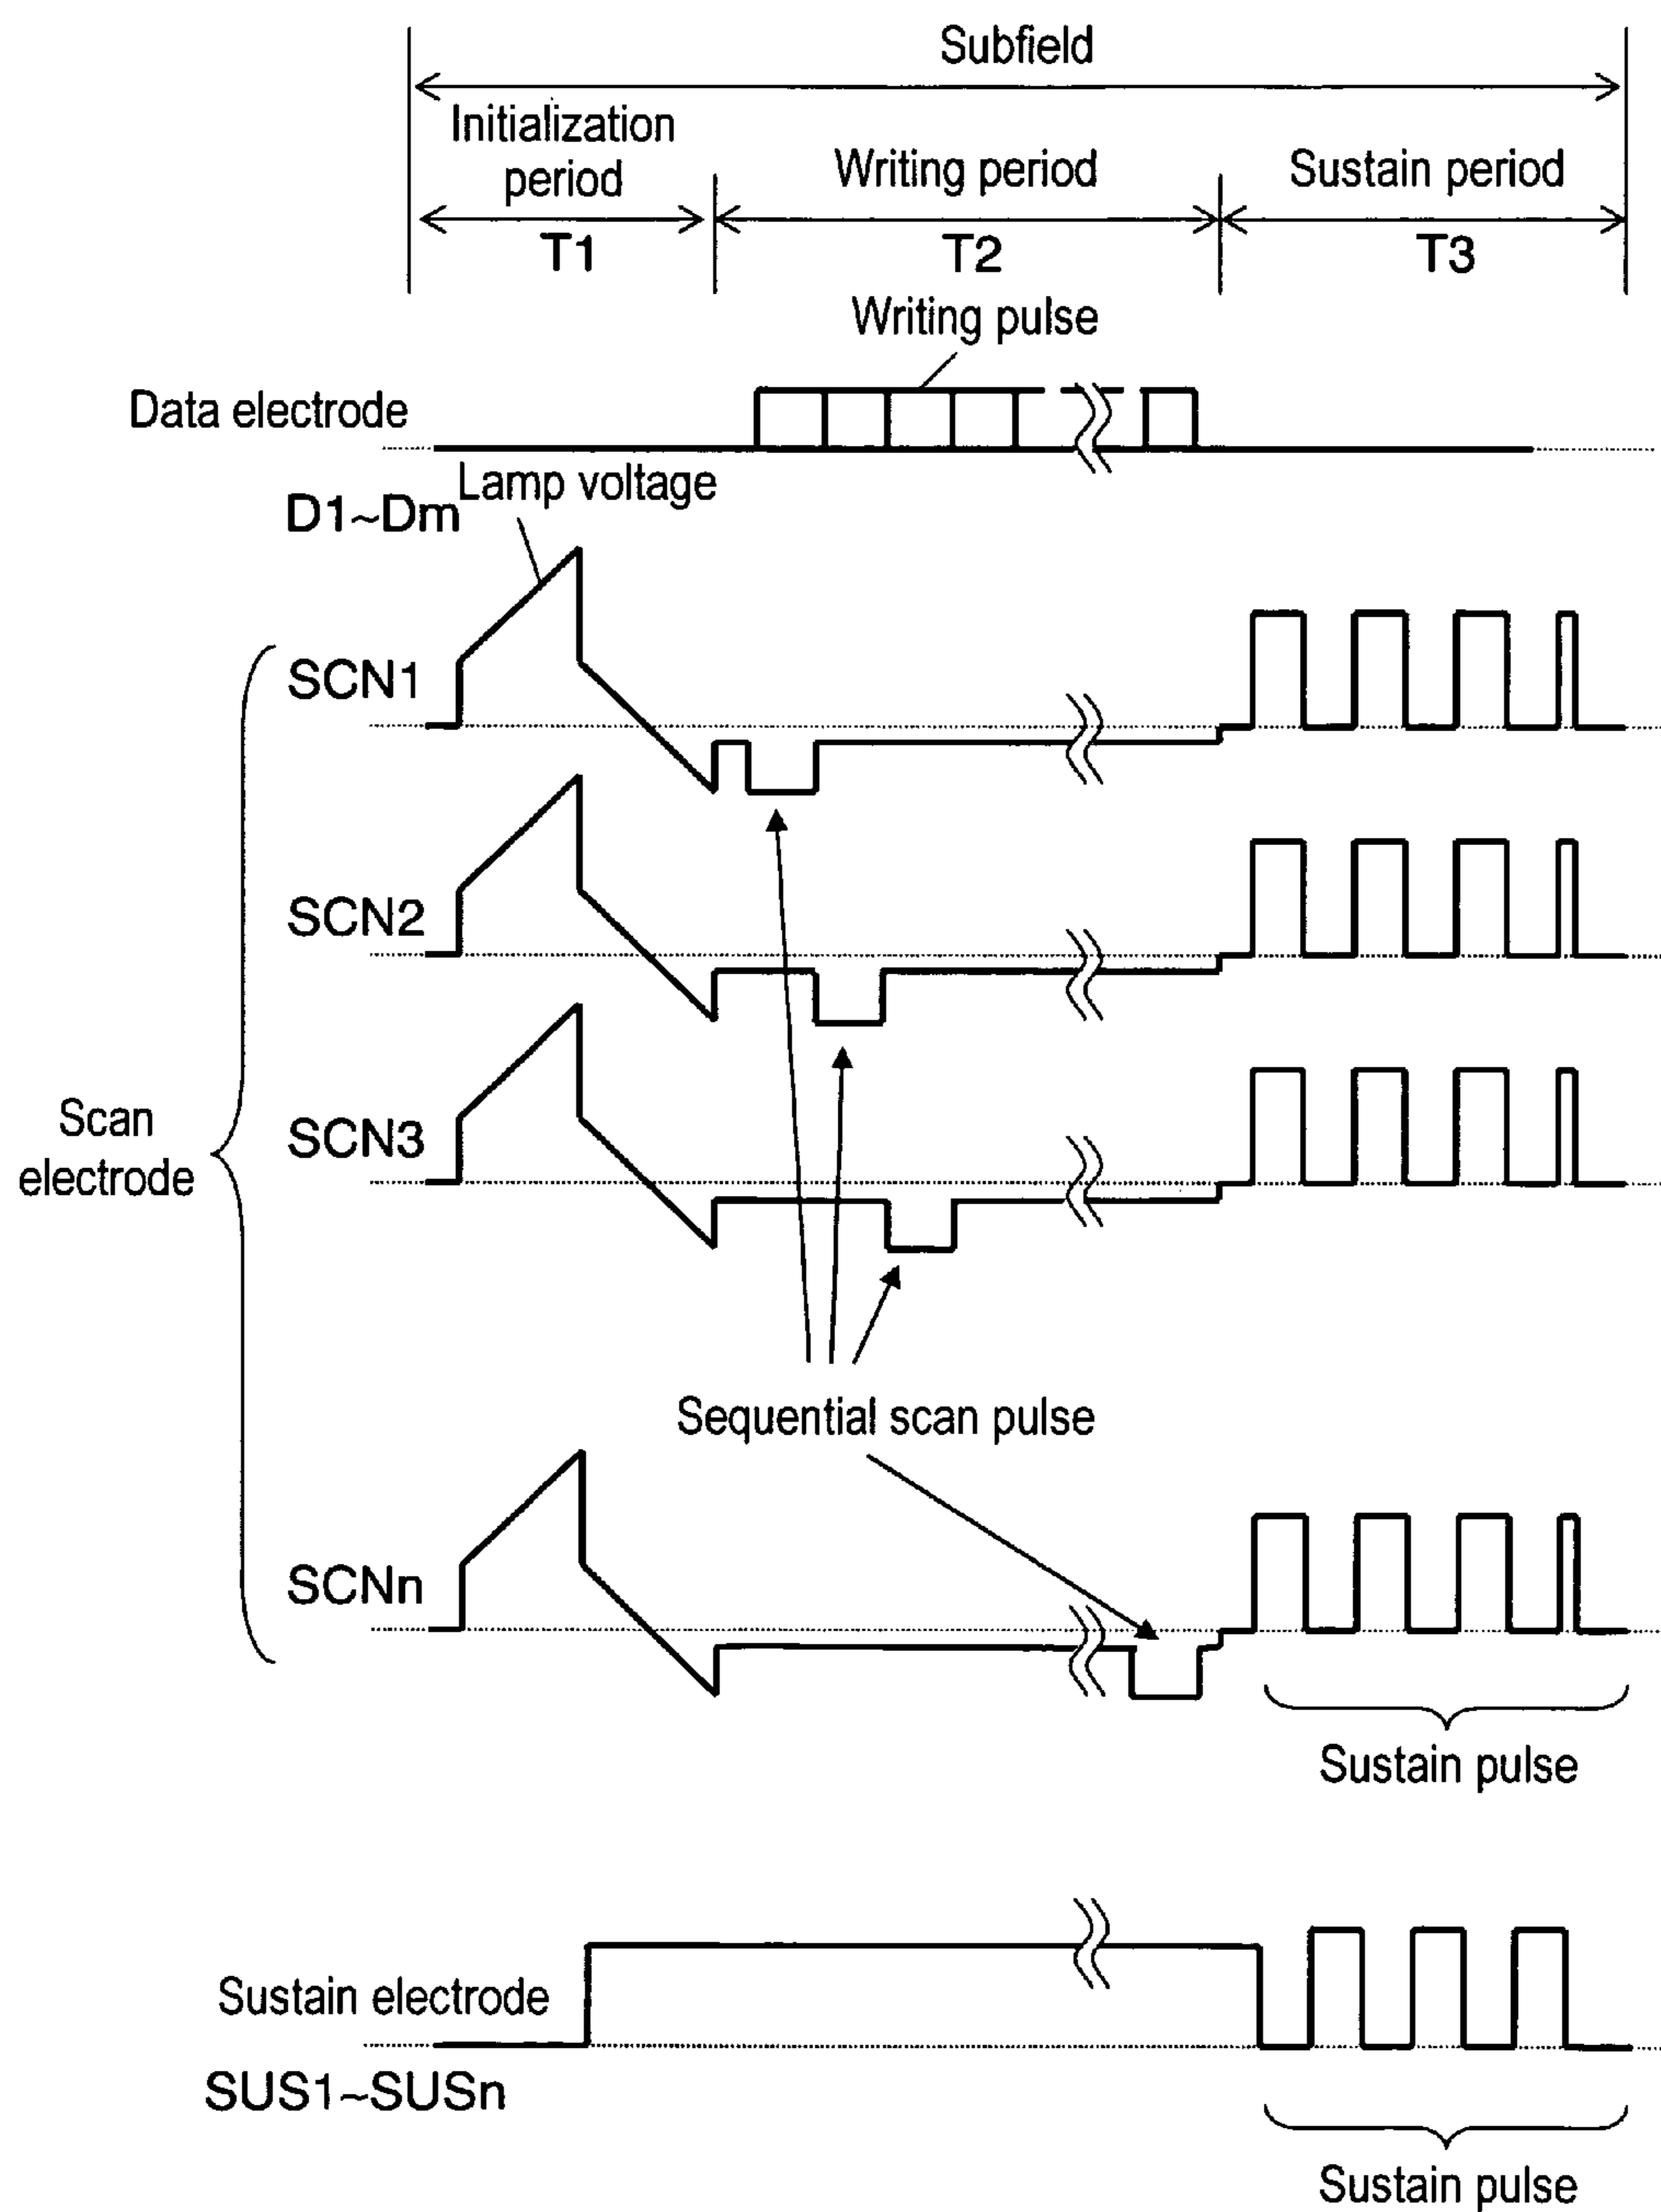 Subfield
Initialization
period
Writing period
Sustain period
T1
T2
T3
Writing pulse
Data electrode
Lamp voltage
D1~Dm
SCN1
SCN2
SCN3
Scan
electrode
Sequential scan pulse
SCNn
Sustain pulse
Sustain electrode
SUS1~SUSn
Sustain pulse